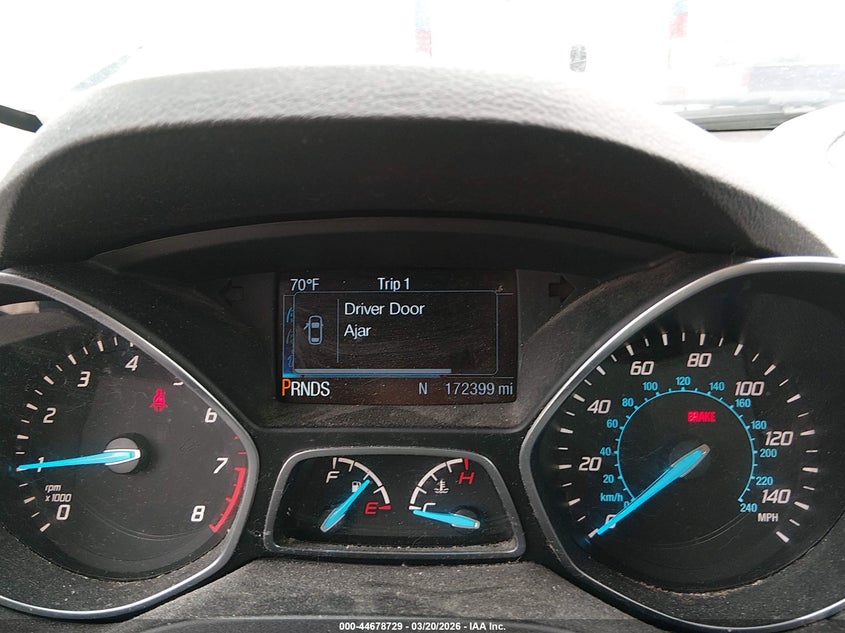 70°F Trip 1
Driver Door
Ajar
PRNDS N 172399 mi
0 1 2 3 4 5 6 7 8
rpm
x 1000
F E
C H
0 20 40 60 80 100 120 140
MPH
0 20 40 60 80 100 120 140 160 180 200 220 240
km/h
BRAKE
000-44678729 - 03/20/2026 - IAA Inc.